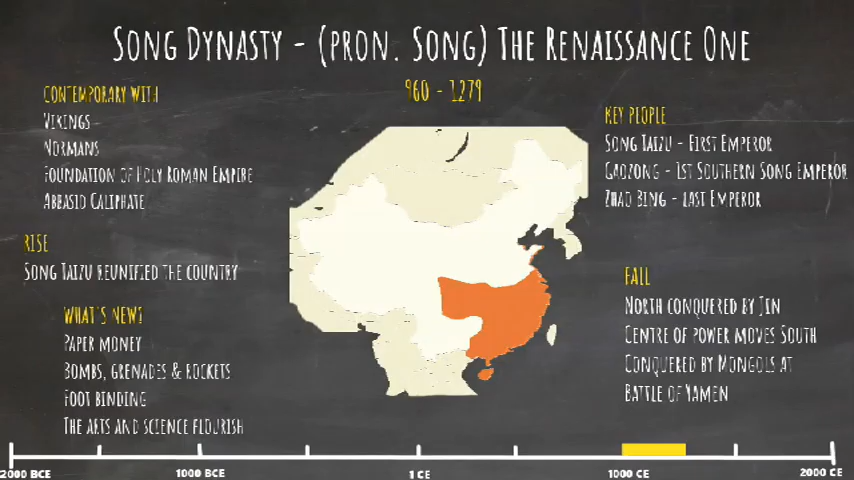 Song Dynasty - (pron. Song) The Renaissance One
960 - 1279
Contemporary with
Vikings
Normans
Foundation of Holy Roman Empire
Abbasid Caliphate
Rise
Song Taizu reunified the country
What's New?
Paper money
Bombs, grenades & rockets
Foot binding
The arts and science flourish
Key People
Song Taizu - First Emperor
Gaozong - 1st Southern Song Emperor
Zhao Bing - last Emperor
Fall
North conquered by Jin
Centre of power moves South
Conquered by Mongols at
Battle of Yamen
2000 BCE
1000 BCE
1 CE
1000 CE
2000 CE